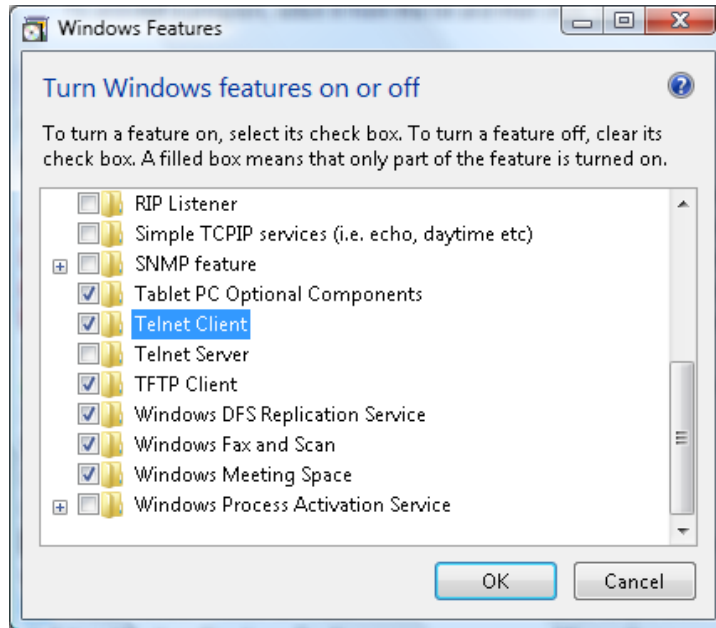 Windows Features
Turn Windows features on or off
To turn a feature on, select its check box. To turn a feature off, clear its
check box. A filled box means that only part of the feature is turned on.
RIP Listener
Simple TCPIP services (i.e. echo, daytime etc)
SNMP feature
Tablet PC Optional Components
Telnet Client
Telnet Server
TFTP Client
Windows DFS Replication Service
Windows Fax and Scan
Windows Meeting Space
Windows Process Activation Service
OK Cancel